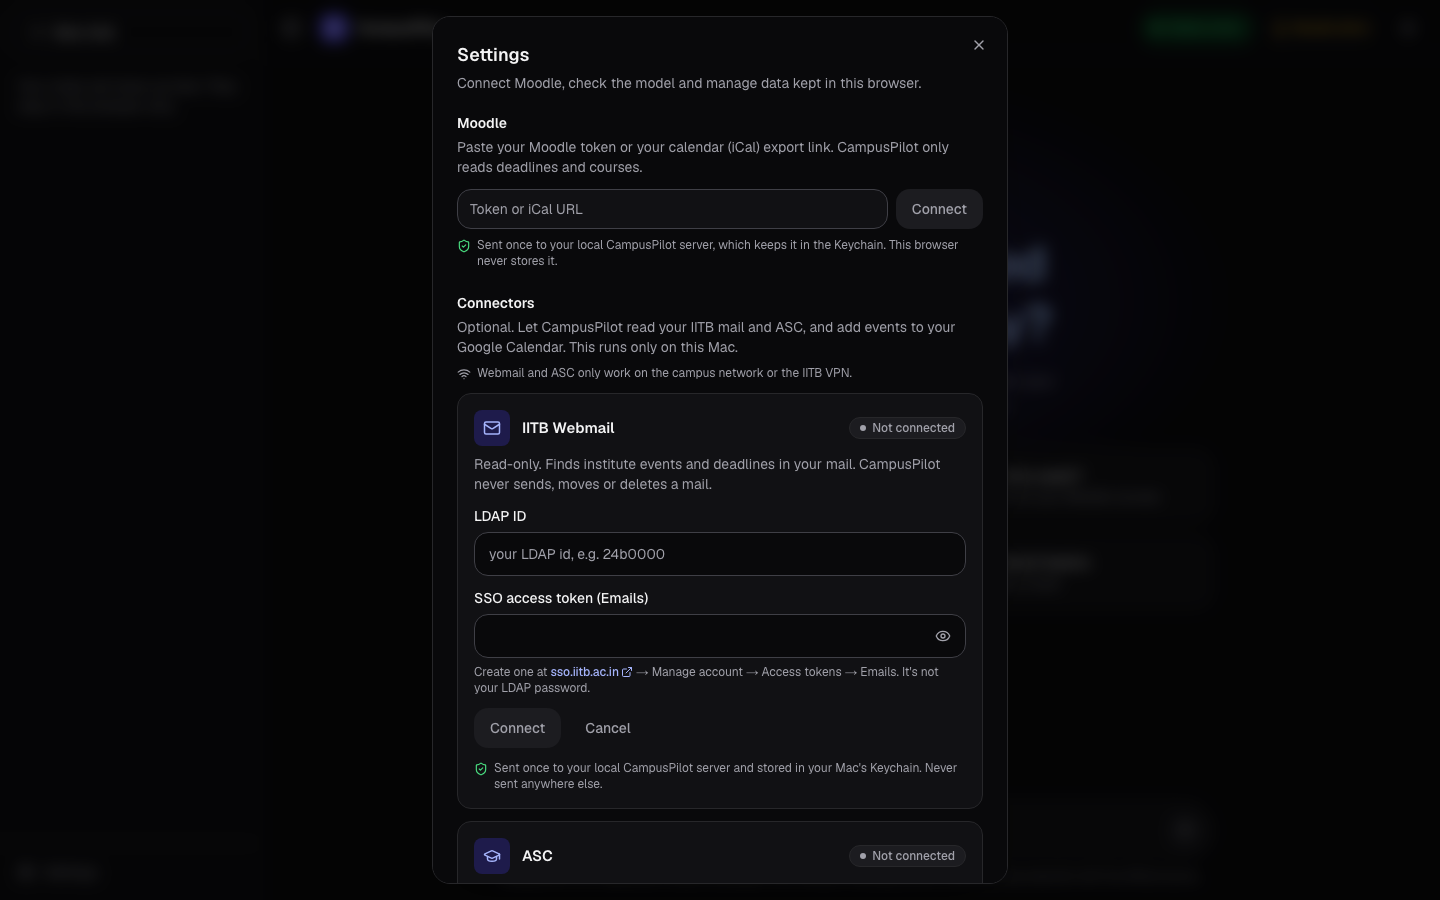 Settings
Connect Moodle, check the model and manage data kept in this browser.
Moodle
Paste your Moodle token or your calendar (iCal) export link. CampusPilot only
reads deadlines and courses.
Token or iCal URL
Connect
Sent once to your local CampusPilot server, which keeps it in the Keychain. This browser
never stores it.
Connectors
Optional. Let CampusPilot read your IITB mail and ASC, and add events to your
Google Calendar. This runs only on this Mac.
Webmail and ASC only work on the campus network or the IITB VPN.
IITB Webmail
Not connected
Read-only. Finds institute events and deadlines in your mail. CampusPilot
never sends, moves or deletes a mail.
LDAP ID
your LDAP id, e.g. 24b0000
SSO access token (Emails)
Create one at sso.iitb.ac.in → Manage account → Access tokens → Emails. It's not
your LDAP password.
Connect
Cancel
Sent once to your local CampusPilot server and stored in your Mac's Keychain. Never
sent anywhere else.
ASC
Not connected